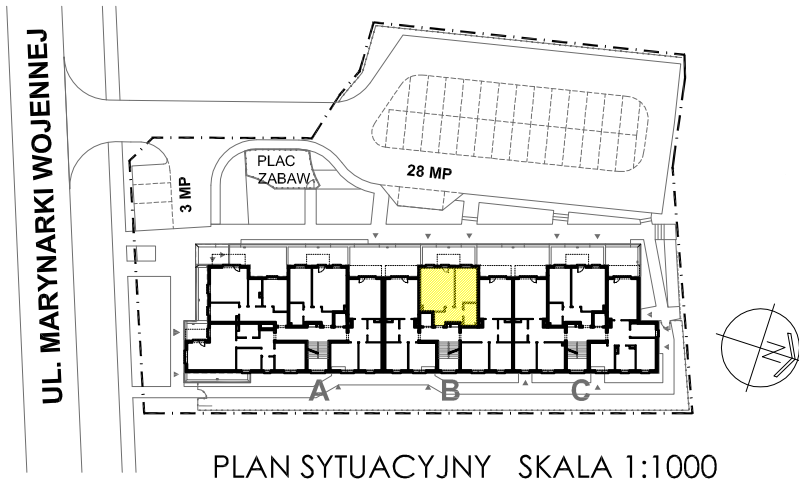 UL. MARYNARKI WOJENNEJ
PLAC
ZABAW
28 MP
3 MP
A
B
C
N
PLAN SYTUACYJNY SKALA 1:1000